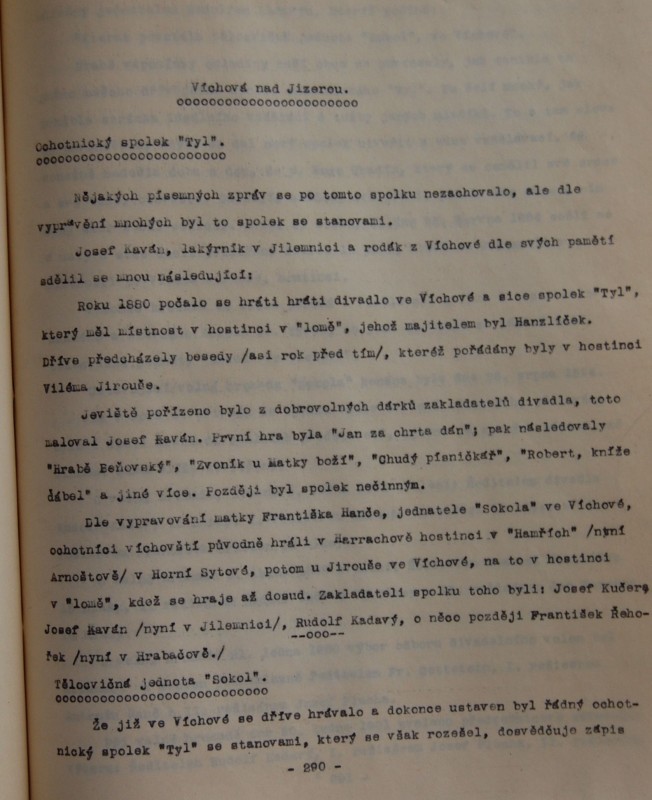 Víchová nad Jizerou.
oooooooooooooooooooooooo
Ochotnický spolek "Tyl".
oooooooooooooooooooooooooo
Nějakých písemných zpráv se po tomto spolku nezachovalo, ale dle
vyprávění mnohých byl to spolek se stanovami.
Josef Kaván, lakýrník v Jilemnici a rodák z Víchové dle svých pamětí
sdělil se mnou následující:
Roku 1880 počalo se hráti hráti divadlo ve Víchové a sice spolek "Tyl",
který měl místnost v hostinci v "lomě", jehož majitelem byl Hanzlíček.
Dříve předcházely besedy /asi rok před tím/, kteréž pořádány byly v hostinci
Viléma Jirouše.
Jeviště pořízeno bylo z dobrovolných dárků zakladatelů divadla, toto
maloval Josef Kaván. První hra byla "Jan za chrta dán"; pak následovaly
"Hrabě Beňovský", "Zvoník u Matky boží", "Chudý písničkář", "Robert, kníže
ďábel" a jiné více. Později byl spolek nečinným.
Dle vypravování matky Františka Hanče, jednatele "Sokola" ve Víchové,
ochotníci víchovští původně hráli v Harrachově hostinci v "Hamřích" /nyní
Arnoštově/ v Horní Sytové, potom u Jirouše ve Víchové, na to v hostinci
v "lomě", kdež se hraje až dosud. Zakladateli spolku toho byli: Josef Kučera,
Josef Kaván /nyní v Jilemnici/, Rudolf Kadavý, o něco později František Řeho-
řek /nyní v Hrabačově./
--ooo--
Tělocvičná jednota "Sokol".
ooooooooooooooooooooooooooooo
Že již ve Víchové se dříve hrávalo a dokonce ustaven byl řádný ochot-
nický spolek "Tyl" se stanovami, který se však rozešel, dosvědčuje zápis
- 290 -